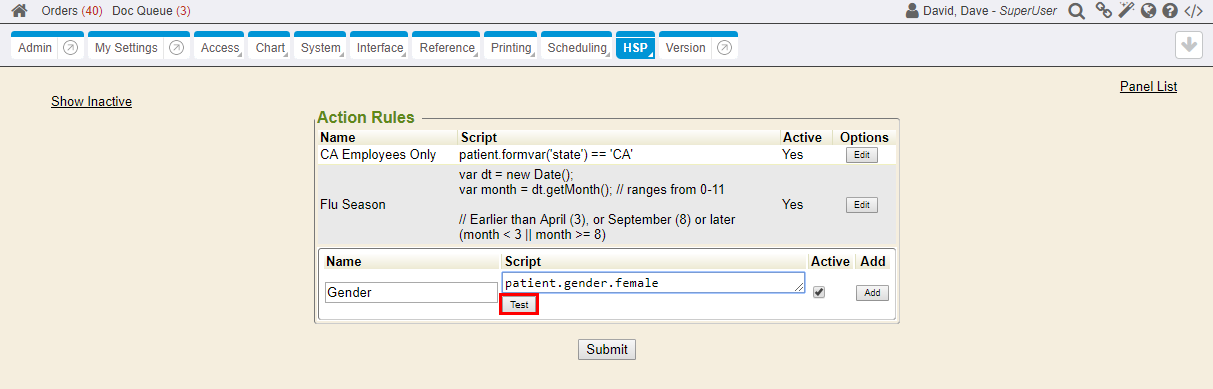 Orders (40) Doc Queue (3) David, Dave - SuperUser
Admin My Settings Access Chart System Interface Reference Printing Scheduling HSP Version
Panel List
Show Inactive
Action Rules
Name Script Active Options
CA Employees Only patient.formvar('state') == 'CA' Yes Edit
var dt = new Date();
var month = dt.getMonth(); // ranges from 0-11
Flu Season Yes Edit
// Earlier than April (3), or September (8) or later
(month < 3 || month >= 8)
Name Script Active Add
Gender patient.gender.female Add
Test
Submit